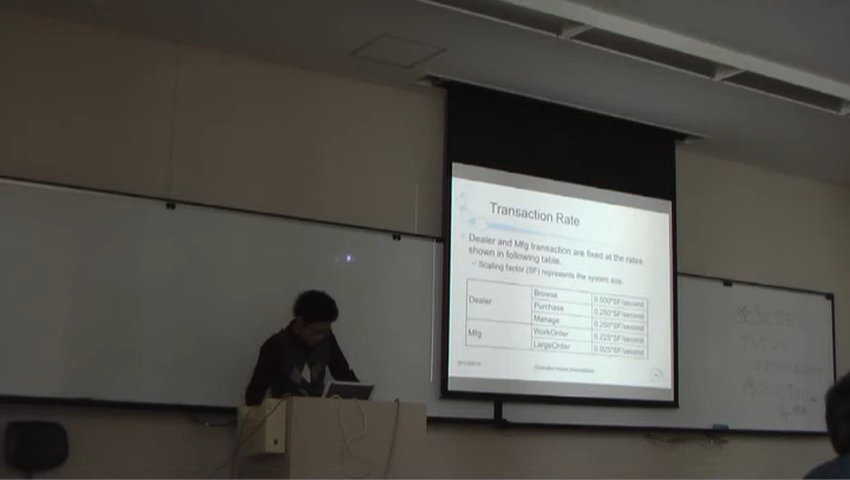 Transaction Rate
Dealer and Mfg transaction are fixed at the rates
shown in following table.
Scaling factor (SF) represents the system size.
Dealer
Browse 0.500*SF/second
Purchase 0.250*SF/second
Manage 0.250*SF/second
Mfg
WorkOrder 0.225*SF/second
LargeOrder 0.025*SF/second